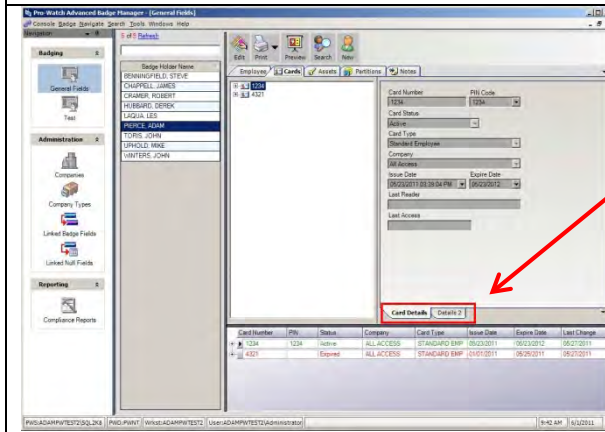 Pro-Watch Advanced Badge Manager - [General Fields]
Console Badge Navigate Search Tools Windows Help
Navigation
5 of 5 Refresh
Badging
General Fields
Test
Administration
Companies
Company Types
Linked Badge Fields
Linked Null Fields
Reporting
Compliance Reports
Badge Holder Name
BENNINGFIELD, STEVE
CHAPPELL, JAMES
CRAMER, ROBERT
HUBBARD, DEREK
LAQUA, LES
PIERCE, ADAM
TORIS, JOHN
UPHOLD, MIKE
WINTERS, JOHN
Edit Print Preview Search New
Employee Cards Assets Partitions Notes
1234
4321
Card Number PIN Code
1234 1234
Card Status
Active
Card Type
Standard Employee
Company
All Access
Issue Date Expire Date
05/23/2011 03:39:04 PM 05/23/2012
Last Reader
Last Access
Card Details Details 2
Card Number PIN Status Company Card Type Issue Date Expire Date Last Change
1234 1234 Active ALL ACCESS STANDARD EMP 05/23/2011 05/23/2012 05/27/2011
4321 Expired ALL ACCESS STANDARD EMP 01/01/2011 05/25/2011 05/27/2011
PWS:ADAMPWTEST2\SQL2K8 PWD:PWNT Wrkst:ADAMPWTEST2 User:ADAMPWTEST2\Administrator 9:42 AM 6/1/2011